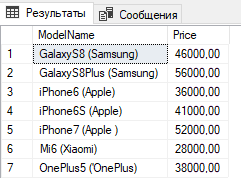 Результаты Сообщения
ModelName Price
1 GalaxyS8 (Samsung) 46000,00
2 GalaxyS8Plus (Samsung) 56000,00
3 iPhone6 (Apple) 36000,00
4 iPhone6S (Apple) 41000,00
5 iPhone7 (Apple ) 52000,00
6 Mi6 (Xiaomi) 28000,00
7 OnePlus5 ('OnePlus) 38000,00